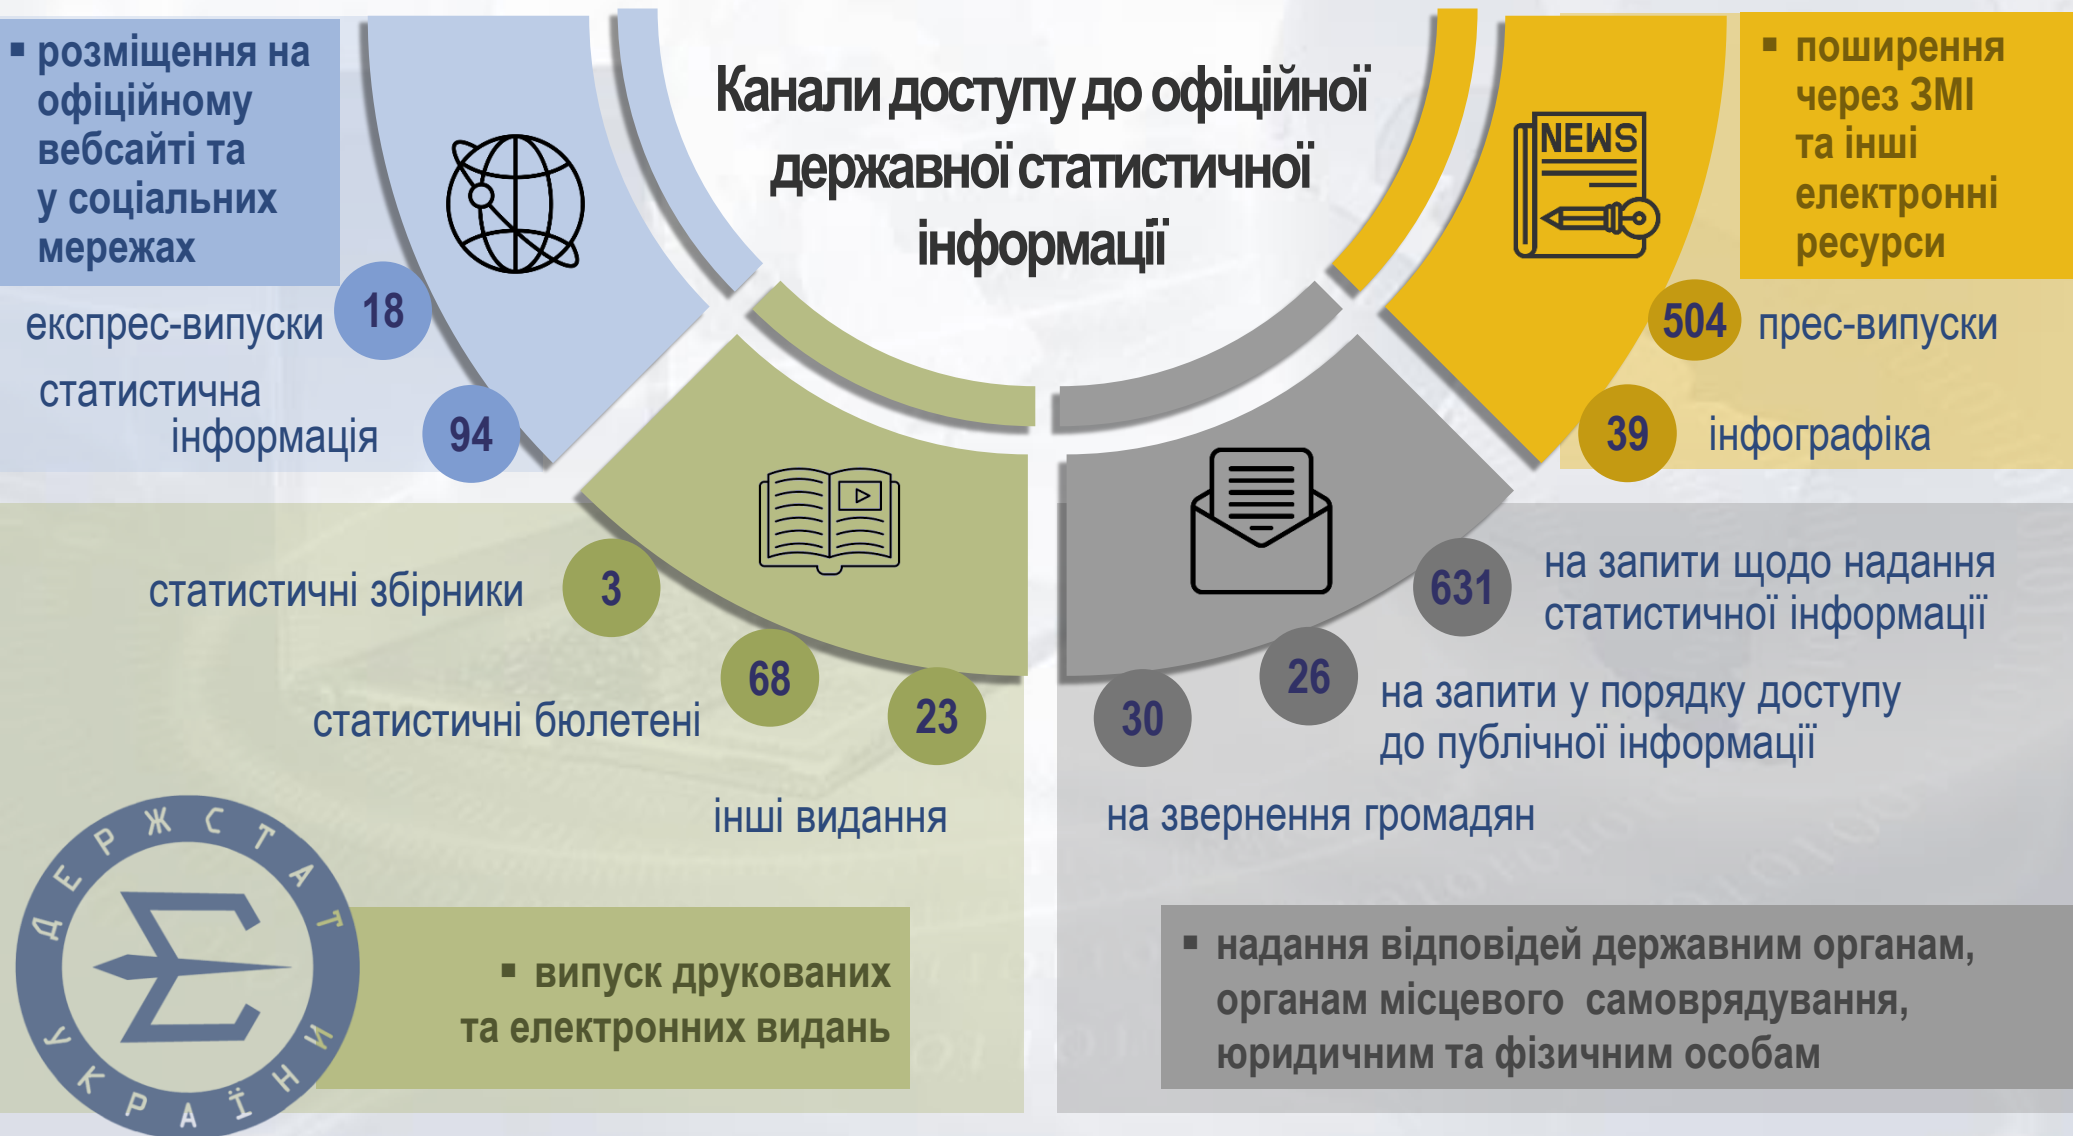 Канали доступу до офіційної
державної статистичної
інформації
▪ розміщення на
офіційному
вебсайті та
у соціальних
мережах
18
експрес-випуски
статистична
інформація
94
▪ поширення
через ЗМІ
та інші
електронні
ресурси
NEWS
504 прес-випуски
39 інфографіка
статистичні збірники 3
статистичні бюлетені 68
23
інші видання
▪ випуск друкованих
та електронних видань
631
на запити щодо надання
статистичної інформації
26
на запити у порядку доступу
до публічної інформації
30
на звернення громадян
▪ надання відповідей державним органам,
органам місцевого самоврядування,
юридичним та фізичним особам
ДЕРЖСТАТ
УКРАЇНИ